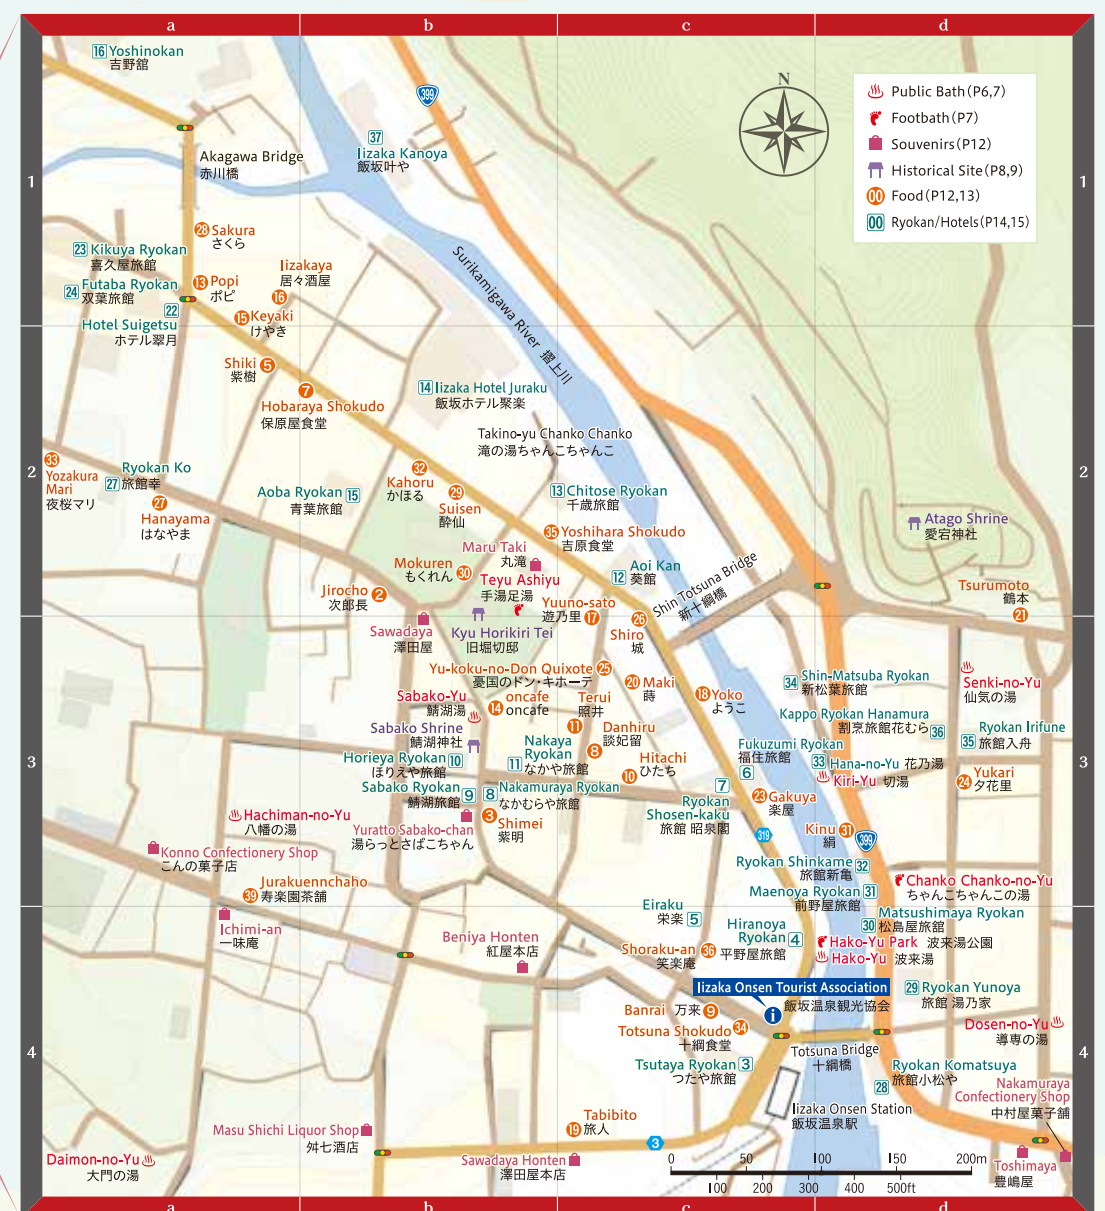 a
b
c
d
16 Yoshinokan
吉野舘
399
N
Public Bath(P6,7)
Footbath(P7)
Souvenirs(P12)
Historical Site(P8,9)
00 Food(P12,13)
00 Ryokan/Hotels(P14,15)
37
Iizaka Kanoya
飯坂叶や
Akagawa Bridge
赤川橋
1
1
28 Sakura
さくら
23 Kikuya Ryokan
喜久屋旅館
24 Futaba Ryokan
双葉旅館
13 Popi
ポピ
Iizakaya
居々酒屋
16
22
Hotel Suigetsu
ホテル翠月
15 Keyaki
けやき
Surikamigawa River 摺上川
Shiki 5
紫樹
7
Hobaraya Shokudo
保原屋食堂
14 Iizaka Hotel Juraku
飯坂ホテル聚楽
Takino-yu Chanko Chanko
滝の湯ちゃんこちゃんこ
2
2
33
Yozakura
Mari
夜桜マリ
Ryokan Ko
27 旅館幸
27
Hanayama
はなやま
Aoba Ryokan 15
青葉旅館
32
Kahoru
かほる
29
Suisen
酔仙
13 Chitose Ryokan
千歳旅館
35 Yoshihara Shokudo
吉原食堂
Atago Shrine
愛宕神社
Maru Taki
丸滝
Mokuren
もくれん 30
Teyu Ashiyu
手湯足湯
12 Aoi Kan
葵館
Shin Totsuna Bridge
新十綱橋
Jirocho 2
次郎長
Yuuno-sato
遊乃里 17
26
Shiro
城
Tsurumoto
鶴本
21
Sawadaya
澤田屋
Kyu Horikiri Tei
旧堀切邸
Yu-koku-no-Don Quixote 25
憂国のドン・キホーテ
20 Maki
蒔
18 Yoko
ようこ
34 Shin-Matsuba Ryokan
新松葉旅館
Senki-no-Yu
仙気の湯
Sabako-Yu
鯖湖湯
14 oncafe
oncafe
Terui
照井
11
Kappo Ryokan Hanamura
割烹旅館花むら 36
Sabako Shrine
鯖湖神社
Danhiru
談妃留
8
Ryokan Irifune
35 旅館入舟
Nakaya
Ryokan
11 なかや旅館
Fukuzumi Ryokan
福住旅館
6
3
3
Horieya Ryokan 10
ほりえや旅館
Hitachi
10 ひたち
33 Hana-no-Yu 花乃湯
Kiri-Yu 切湯
Yukari
24 夕花里
Sabako Ryokan 9
鯖湖旅館
8 Nakamuraya Ryokan
なかむらや旅館
7
Ryokan
Shosen-kaku
旅館 昭泉閣
23 Gakuya
楽屋
Hachiman-no-Yu
八幡の湯
Yuratto Sabako-chan
湯らっとさばこちゃん
3 Shimei
紫明
319
Kinu 31
絹
399
Konno Confectionery Shop
こんの菓子店
Ryokan Shinkame 32
旅館新亀
Jurakuennchaho
39 寿楽園茶舗
Maenoya Ryokan 31
前野屋旅館
Chanko Chanko-no-Yu
ちゃんこちゃんこの湯
Ichimi-an
一味庵
Eiraku
栄楽 5
Hiranoya
Ryokan 4
平野屋旅館
Matsushimaya Ryokan
30 松島屋旅館
Beniya Honten
紅屋本店
Shoraku-an 36
笑楽庵
Hako-Yu Park 波来湯公園
Hako-Yu 波来湯
Iizaka Onsen Tourist Association
飯坂温泉観光協会
i
29 Ryokan Yunoya
旅館 湯乃家
Banrai 万来 9
Totsuna Shokudo 34
十綱食堂
Dosen-no-Yu
導専の湯
4
4
Totsuna Bridge
十綱橋
Tsutaya Ryokan 3
つたや旅館
Ryokan Komatsuya
旅館小松や
28
Nakamuraya
Confectionery Shop
中村屋菓子舗
Iizaka Onsen Station
飯坂温泉駅
Masu Shichi Liquor Shop
舛七酒店
Tabibito
19 旅人
3
Daimon-no-Yu
大門の湯
Sawadaya Honten
澤田屋本店
Toshimaya
豊嶋屋
0 50 100 150 200m
100 200 300 400 500ft
a
b
c
d